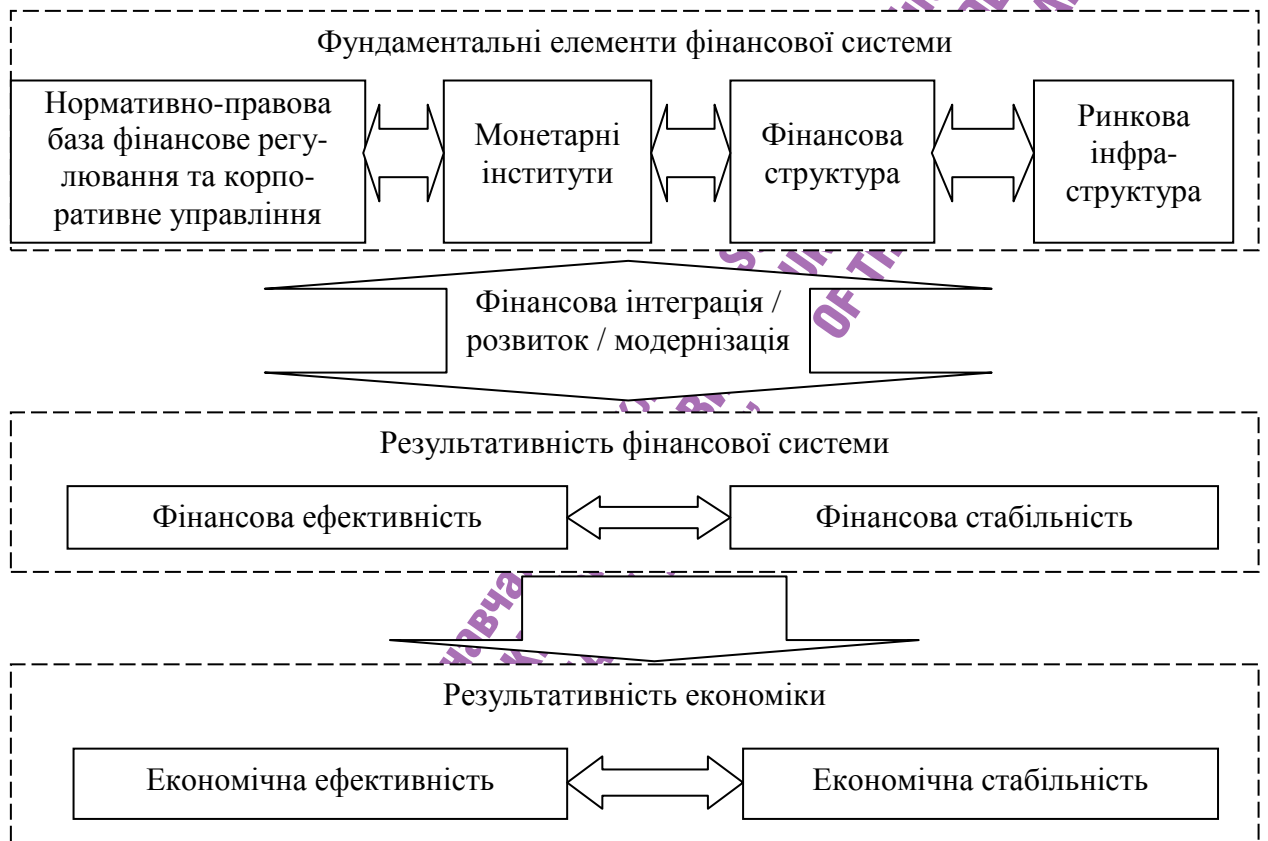 Фундаментальні елементи фінансової системи
Нормативно-правова
база фінансове регу-
лювання та корпо-
ративне управління
Монетарні
інститути
Фінансова
структура
Ринкова
інфра-
структура
Фінансова інтеграція /
розвиток / модернізація
Результативність фінансової системи
Фінансова ефективність
Фінансова стабільність
Результативність економіки
Економічна ефективність
Економічна стабільність